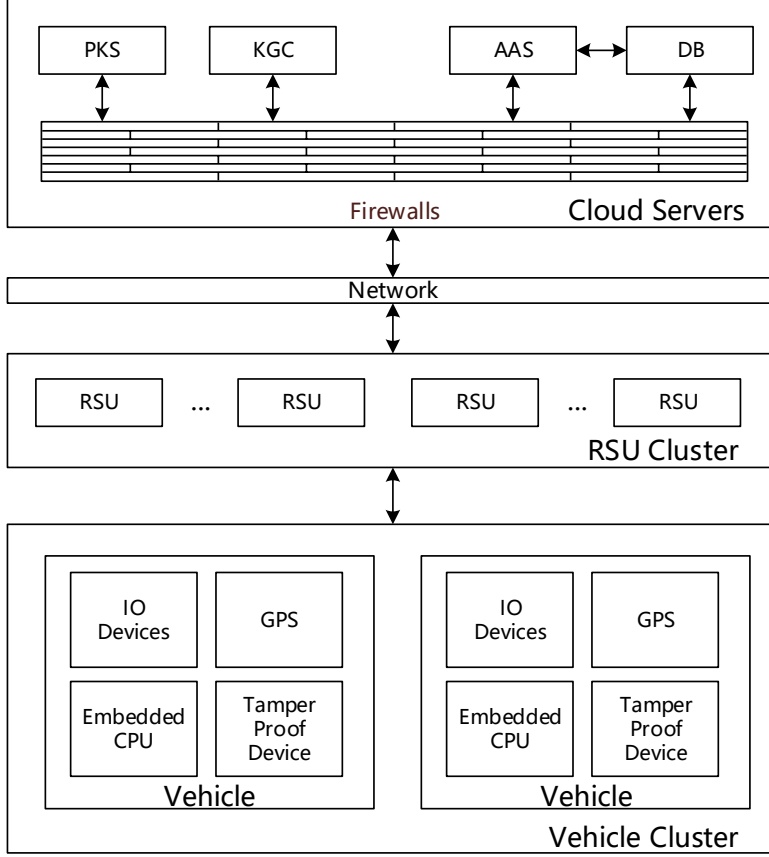 PKS
KGC
AAS
DB
Firewalls
Cloud Servers
Network
RSU
...
RSU
RSU
...
RSU
RSU Cluster
IO
Devices
GPS
Embedded
CPU
Tamper
Proof
Device
Vehicle
IO
Devices
GPS
Embedded
CPU
Tamper
Proof
Device
Vehicle
Vehicle Cluster